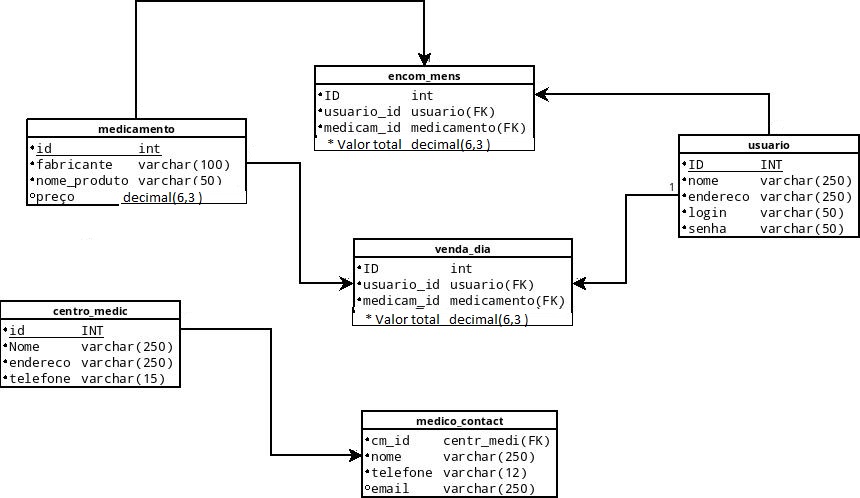 encom_mens
ID int
usuario_id usuario(FK)
medicam_id medicamento(FK)
* Valor total decimal(6,3 )
medicamento
id int
fabricante varchar(100)
nome_produto varchar(50)
preço decimal(6,3 )
usuario
ID INT
nome varchar(250)
endereco varchar(250)
login varchar(50)
senha varchar(50)
1
venda_dia
ID int
usuario_id usuario(FK)
medicam_id medicamento(FK)
* Valor total decimal(6,3 )
centro_medic
id INT
Nome varchar(250)
endereco varchar(250)
telefone varchar(15)
medico_contact
cm_id centr_medi(FK)
nome varchar(250)
telefone varchar(12)
email varchar(250)